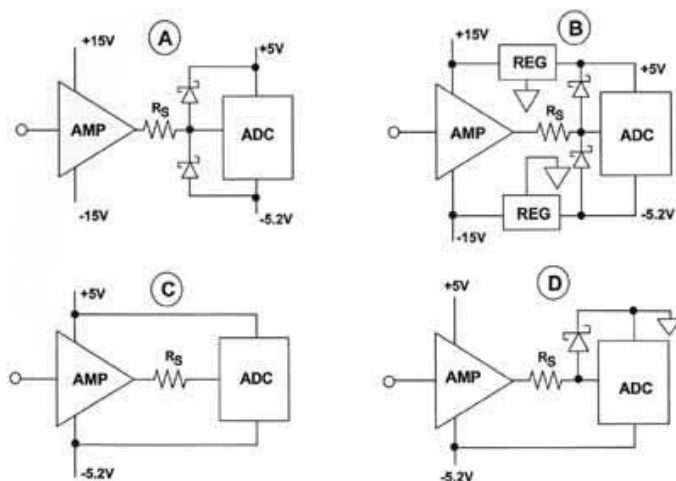 A
+15V
+5V
AMP
RS
ADC
-15V
-5.2V
B
+15V
REG
+5V
AMP
RS
ADC
REG
-15V
-5.2V
C
+5V
AMP
RS
ADC
-5.2V
D
+5V
AMP
RS
ADC
-5.2V